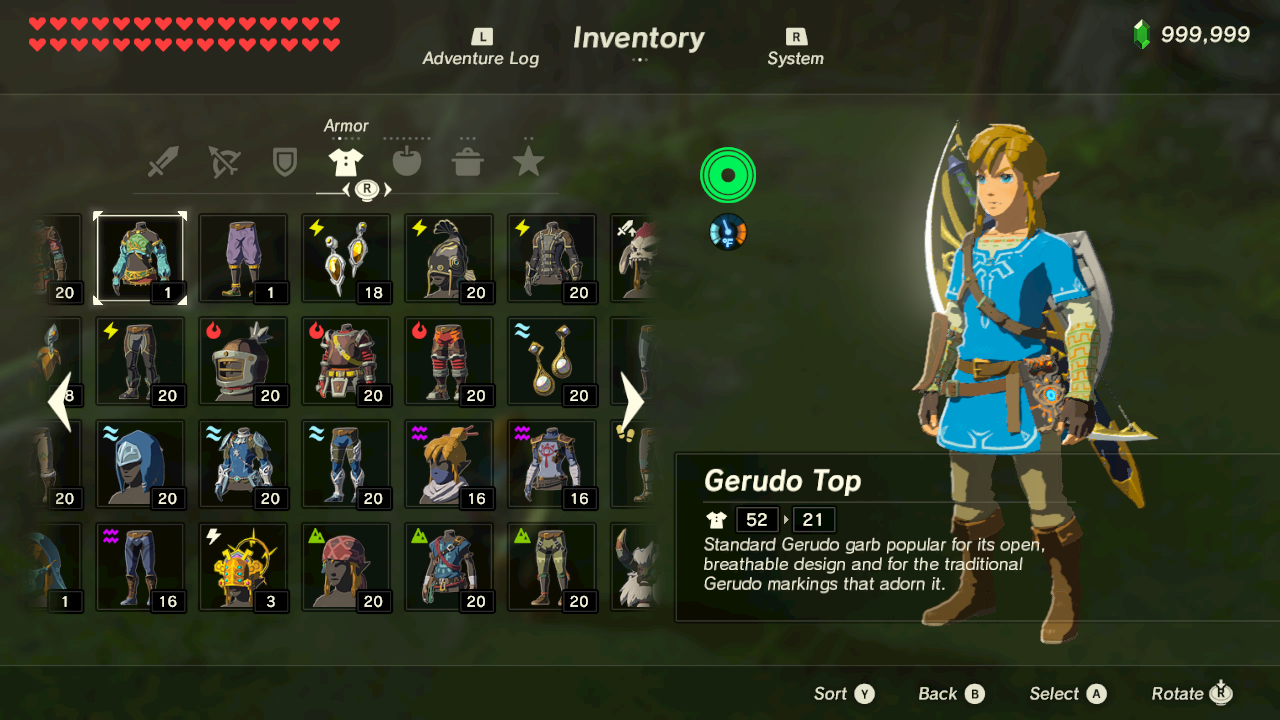 L
Inventory
R
999,999
Adventure Log
System
Armor
R
20
1
1
18
20
20
8
20
20
20
20
20
20
20
20
20
16
16
1
16
3
20
20
20
°F
Gerudo Top
52 21
Standard Gerudo garb popular for its open,
breathable design and for the traditional
Gerudo markings that adorn it.
Sort Y
Back B
Select A
Rotate R